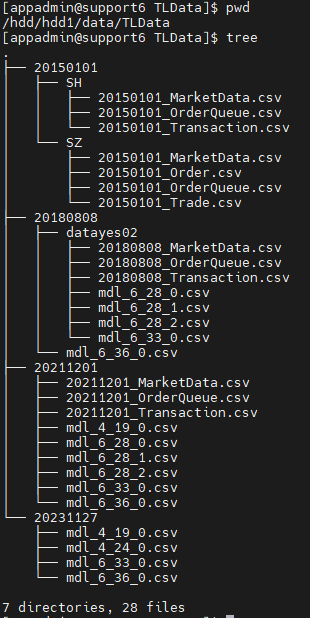 [appadmin@support6 TLData]$ pwd
/hdd/hdd1/data/TLData
[appadmin@support6 TLData]$ tree
.
├── 20150101
│   ├── SH
│   │   ├── 20150101_MarketData.csv
│   │   ├── 20150101_OrderQueue.csv
│   │   └── 20150101_Transaction.csv
│   └── SZ
│       ├── 20150101_MarketData.csv
│       ├── 20150101_Order.csv
│       ├── 20150101_OrderQueue.csv
│       └── 20150101_Trade.csv
├── 20180808
│   ├── datayes02
│   │   ├── 20180808_MarketData.csv
│   │   ├── 20180808_OrderQueue.csv
│   │   ├── 20180808_Transaction.csv
│   │   ├── mdl_6_28_0.csv
│   │   ├── mdl_6_28_1.csv
│   │   ├── mdl_6_28_2.csv
│   │   └── mdl_6_33_0.csv
│   └── mdl_6_36_0.csv
├── 20211201
│   ├── 20211201_MarketData.csv
│   ├── 20211201_OrderQueue.csv
│   ├── 20211201_Transaction.csv
│   ├── mdl_4_19_0.csv
│   ├── mdl_6_28_0.csv
│   ├── mdl_6_28_1.csv
│   ├── mdl_6_28_2.csv
│   ├── mdl_6_33_0.csv
│   └── mdl_6_36_0.csv
└── 20231127
    ├── mdl_4_19_0.csv
    ├── mdl_4_24_0.csv
    ├── mdl_6_33_0.csv
    └── mdl_6_36_0.csv

7 directories, 28 files